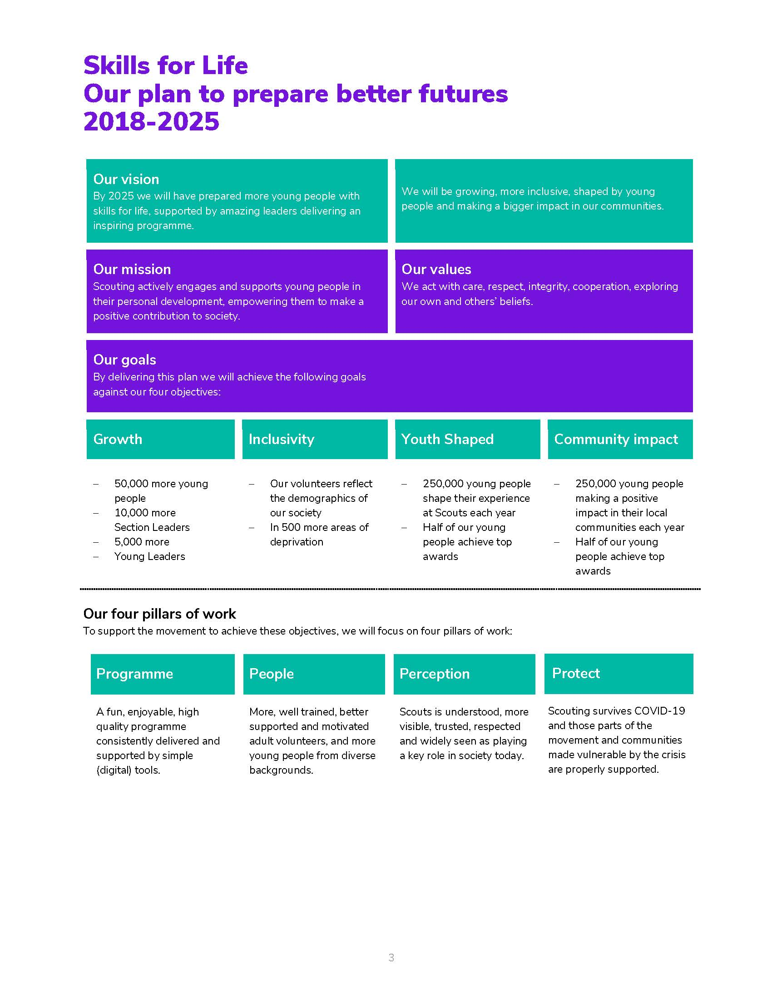 Skills for Life
Our plan to prepare better futures
2018-2025
Our vision
By 2025 we will have prepared more young people with
skills for life, supported by amazing leaders delivering an
inspiring programme.
We will be growing, more inclusive, shaped by young
people and making a bigger impact in our communities.
Our mission
Scouting actively engages and supports young people in
their personal development, empowering them to make a
positive contribution to society.
Our values
We act with care, respect, integrity, cooperation, exploring
our own and others’ beliefs.
Our goals
By delivering this plan we will achieve the following goals
against our four objectives:
Growth
– 50,000 more young
people
– 10,000 more
Section Leaders
– 5,000 more
– Young Leaders
Inclusivity
– Our volunteers reflect
the demographics of
our society
– In 500 more areas of
deprivation
Youth Shaped
– 250,000 young people
shape their experience
at Scouts each year
– Half of our young
people achieve top
awards
Community impact
– 250,000 young people
making a positive
impact in their local
communities each year
– Half of our young
people achieve top
awards
Our four pillars of work
To support the movement to achieve these objectives, we will focus on four pillars of work:
Programme
A fun, enjoyable, high
quality programme
consistently delivered and
supported by simple
(digital) tools.
People
More, well trained, better
supported and motivated
adult volunteers, and more
young people from diverse
backgrounds.
Perception
Scouts is understood, more
visible, trusted, respected
and widely seen as playing
a key role in society today.
Protect
Scouting survives COVID-19
and those parts of the
movement and communities
made vulnerable by the crisis
are properly supported.
3